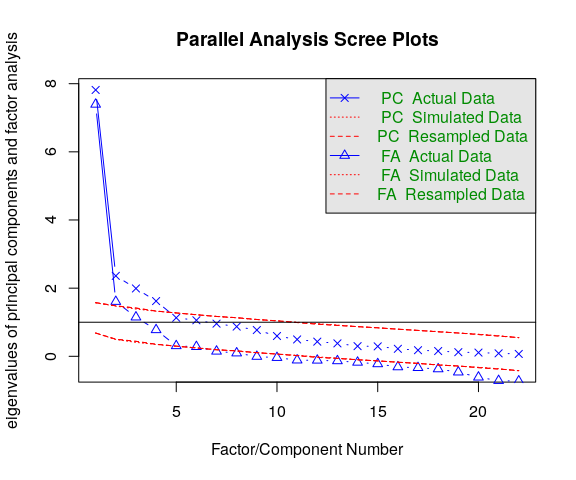 Parallel Analysis Scree Plots
eigenvalues of principal components and factor analysis
8
6
4
2
0
PC Actual Data
PC Simulated Data
PC Resampled Data
FA Actual Data
FA Simulated Data
FA Resampled Data
5
10
15
20
Factor/Component Number